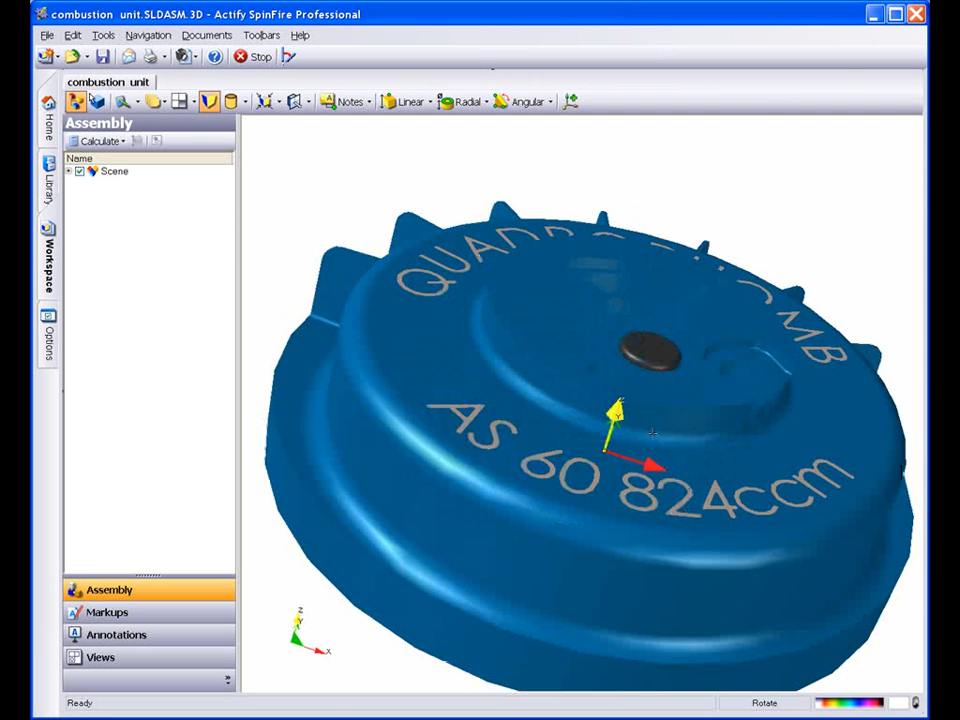 combustion unit.SLDASM.3D - Actify SpinFire Professional
File Edit Tools Navigation Documents Toolbars Help
Stop
combustion unit
Notes Linear Radial Angular
Assembly
Calculate
Name
Scene
Home
Library
Workspace
Options
MB
AS 60 824ccm
Y
Z
Y
X
Assembly
Markups
Annotations
Views
Ready
Rotate